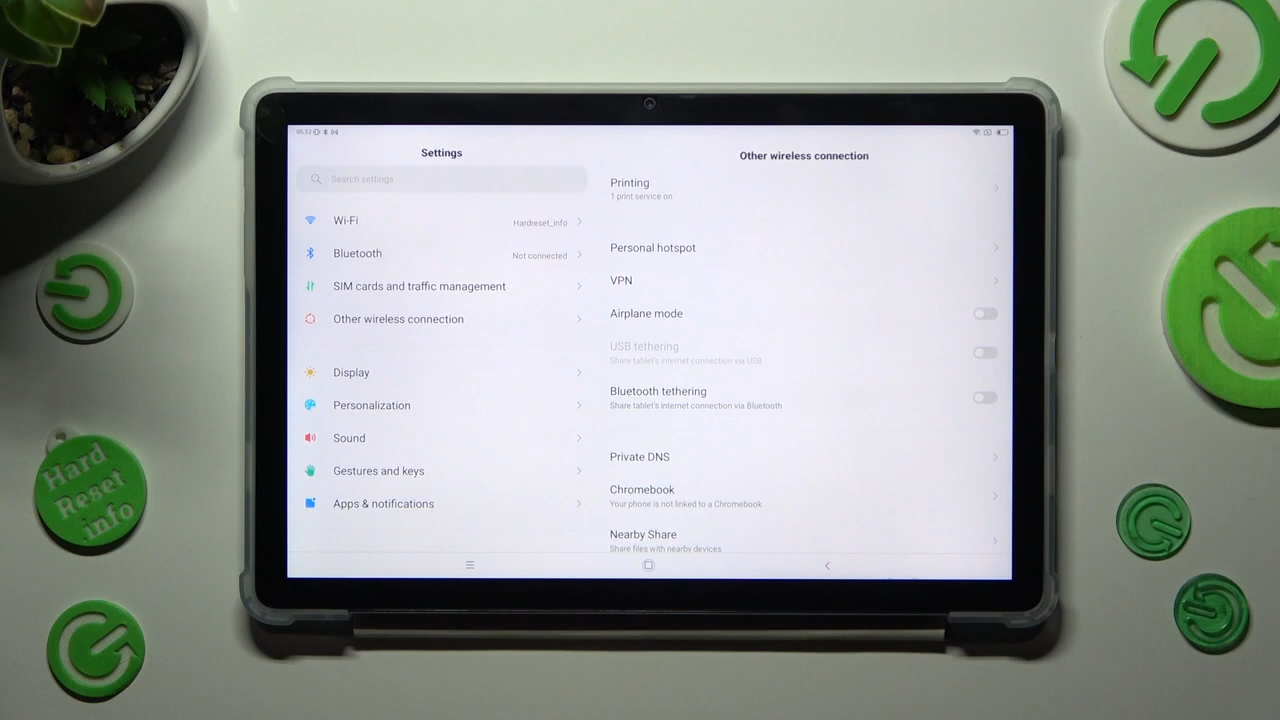 05:52
Settings
Search settings
Wi-Fi
Hardreset_info
Bluetooth
Not connected
SIM cards and traffic management
Other wireless connection
Display
Personalization
Sound
Gestures and keys
Apps & notifications
Other wireless connection
Printing
1 print service on
Personal hotspot
VPN
Airplane mode
USB tethering
Share tablet's internet connection via USB
Bluetooth tethering
Share tablet's internet connection via Bluetooth
Private DNS
Chromebook
Your phone is not linked to a Chromebook
Nearby Share
Share files with nearby devices
Hard
Reset
.info